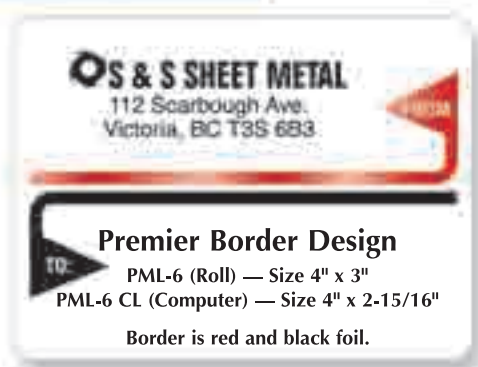 S & S SHEET METAL
112 Scarbough Ave.
Victoria, BC T3S 6B3
FROM
Premier Border Design
TO:
PML-6 (Roll) — Size 4" x 3"
PML-6 CL (Computer) — Size 4" x 2-15/16"
Border is red and black foil.